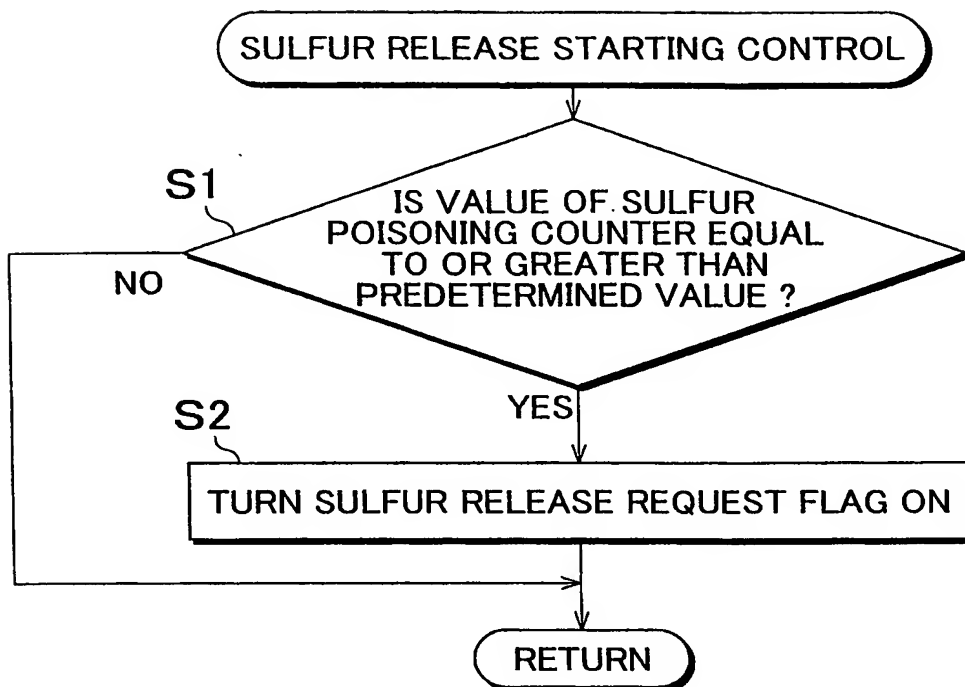 SULFUR RELEASE STARTING CONTROL
S1
IS VALUE OF SULFUR
POISONING COUNTER EQUAL
TO OR GREATER THAN
PREDETERMINED VALUE ?
NO
YES
S2
TURN SULFUR RELEASE REQUEST FLAG ON
RETURN